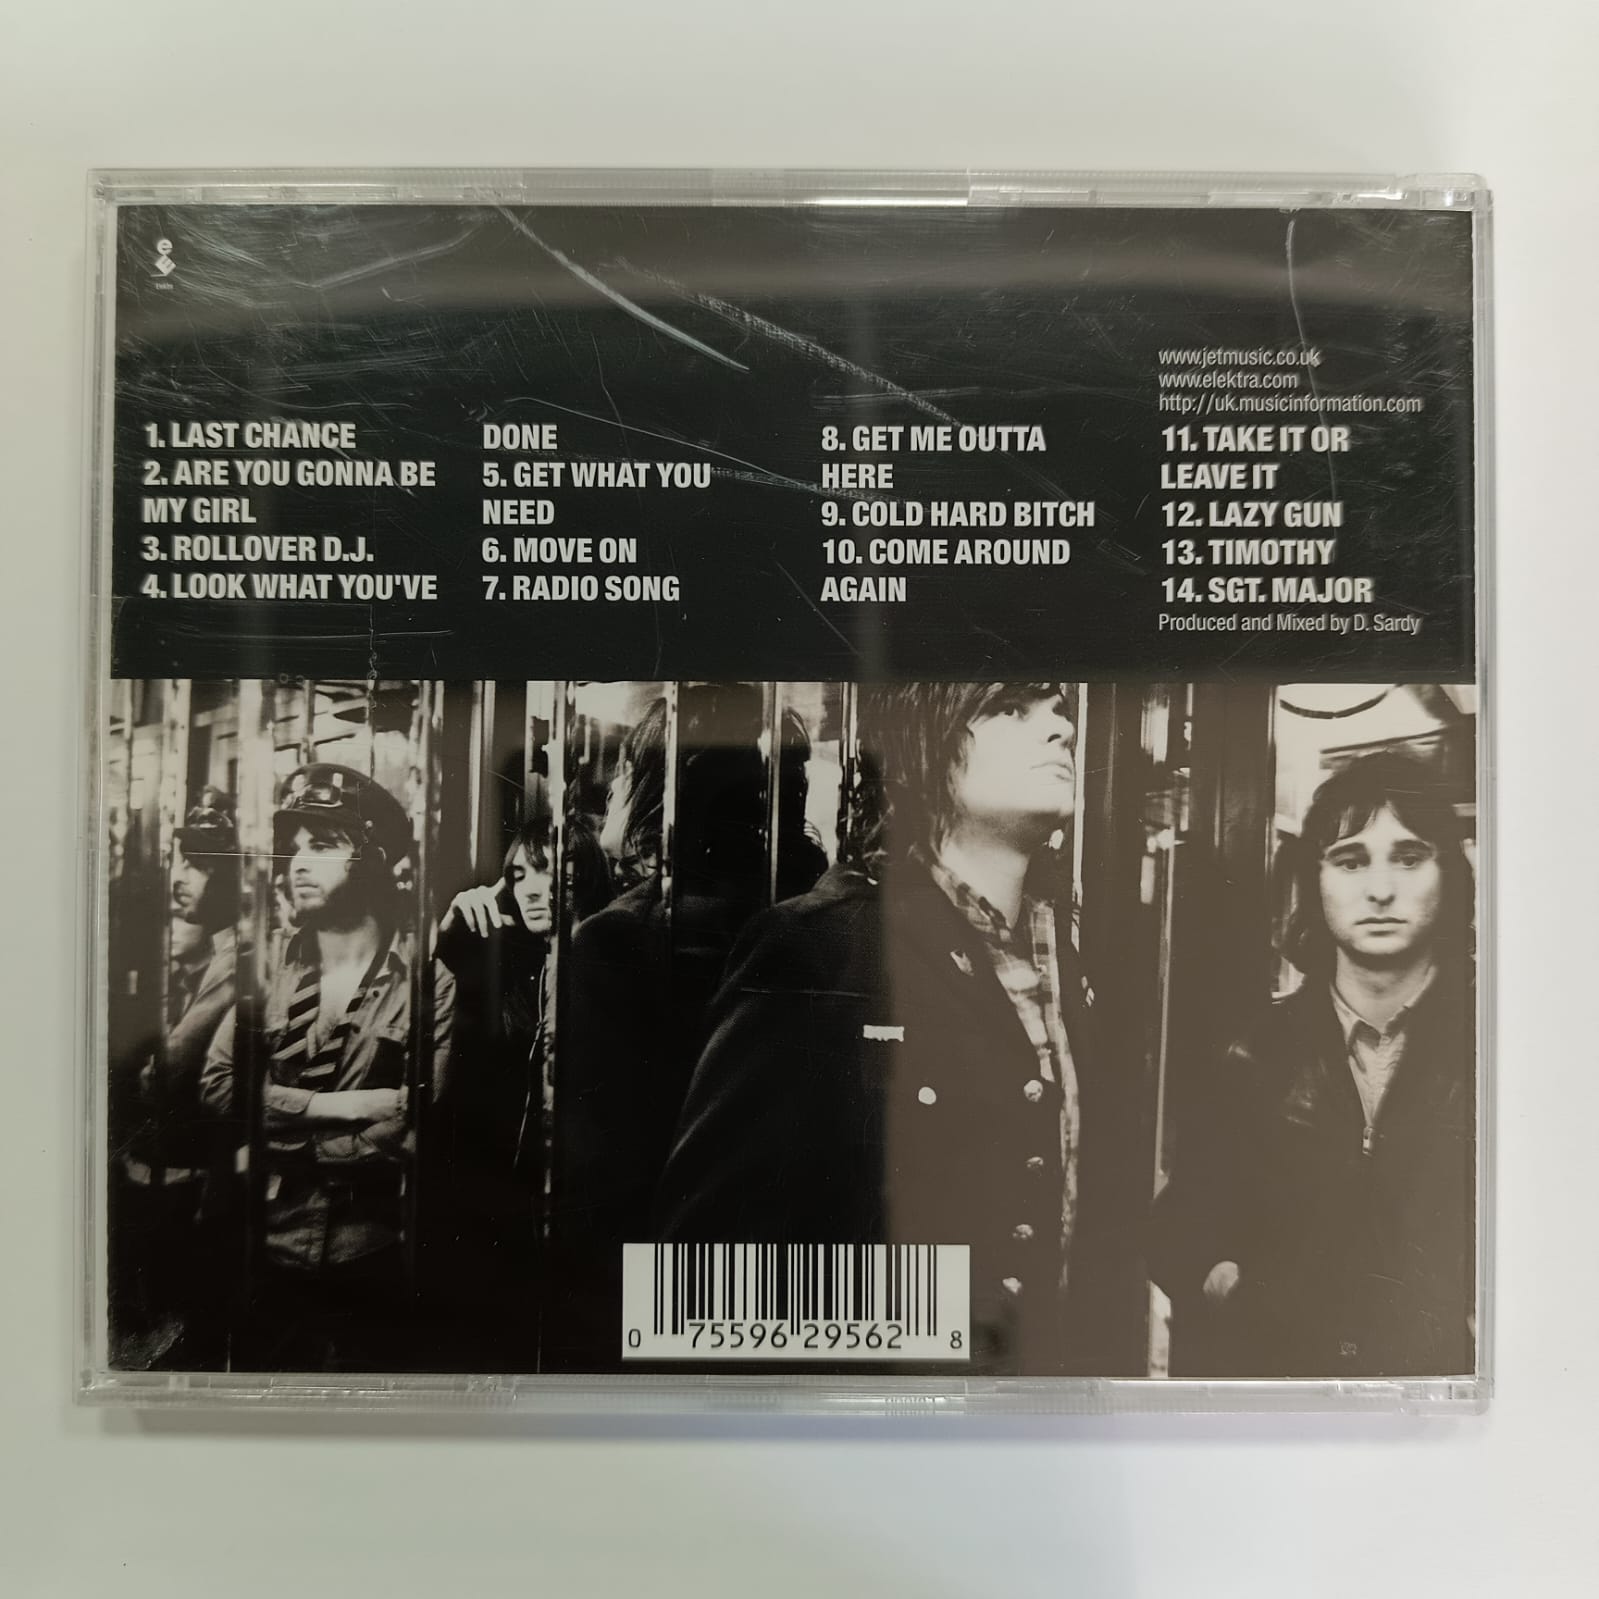 e
Elektra
www.jetmusic.co.uk
www.elektra.com
http://uk.musicinformation.com
1. LAST CHANCE
2. ARE YOU GONNA BE
MY GIRL
3. ROLLOVER D.J.
4. LOOK WHAT YOU'VE
DONE
5. GET WHAT YOU
NEED
6. MOVE ON
7. RADIO SONG
8. GET ME OUTTA
HERE
9. COLD HARD BITCH
10. COME AROUND
AGAIN
11. TAKE IT OR
LEAVE IT
12. LAZY GUN
13. TIMOTHY
14. SGT. MAJOR
Produced and Mixed by D. Sardy
0 75596 29562 8